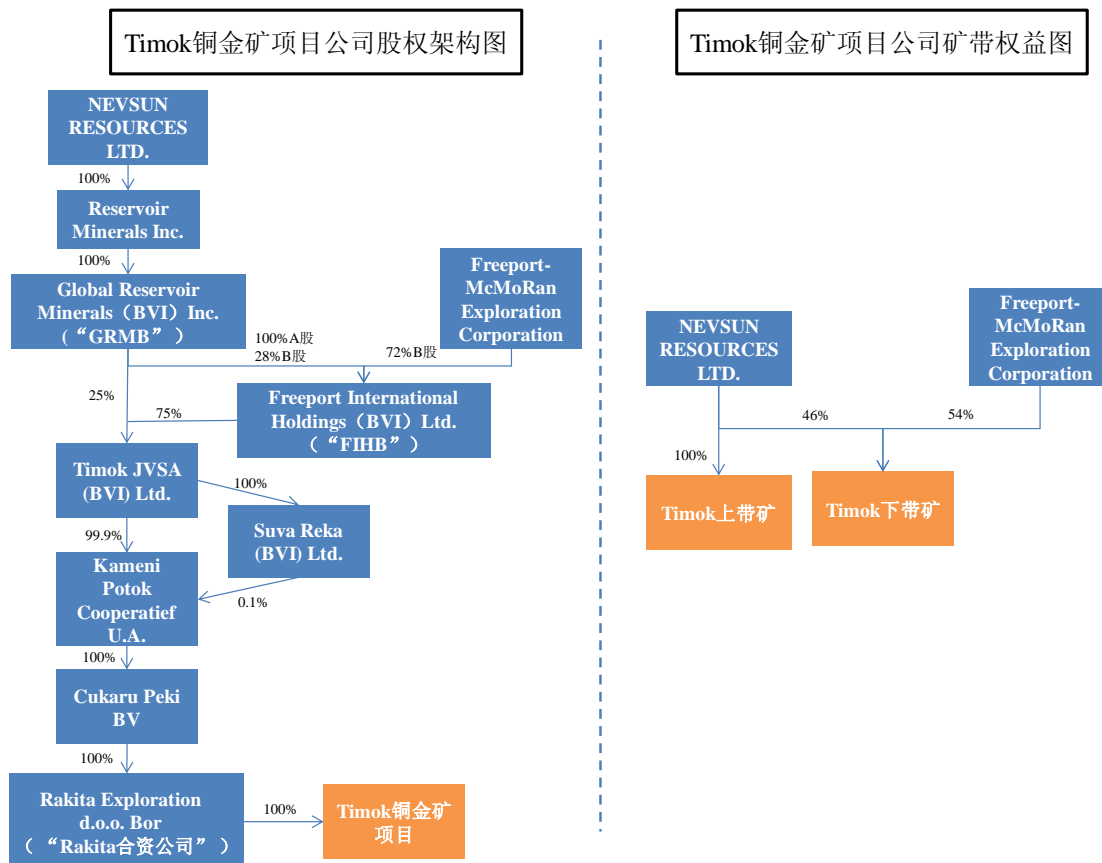 Timok铜金矿项目公司股权架构图
NEVSUN
RESOURCES
LTD.
100%
Reservoir
Minerals Inc.
100%
Global Reservoir
Minerals（BVI）Inc.
(“GRMB”)
Freeport-
McMoRan
Exploration
Corporation
100%A股
28%B股
72%B股
25%
75%
Freeport International
Holdings（BVI）Ltd.
（“FIHB”）
Timok JVSA
(BVI) Ltd.
100%
Suva Reka
(BVI) Ltd.
99.9%
0.1%
Kameni
Potok
Cooperatief
U.A.
100%
Cukaru Peki
BV
100%
Rakita Exploration
d.o.o. Bor
（“Rakita合资公司”）
100%
Timok铜金矿
项目
Timok铜金矿项目公司矿带权益图
NEVSUN
RESOURCES
LTD.
Freeport-
McMoRan
Exploration
Corporation
46%
54%
100%
Timok上带矿
Timok下带矿